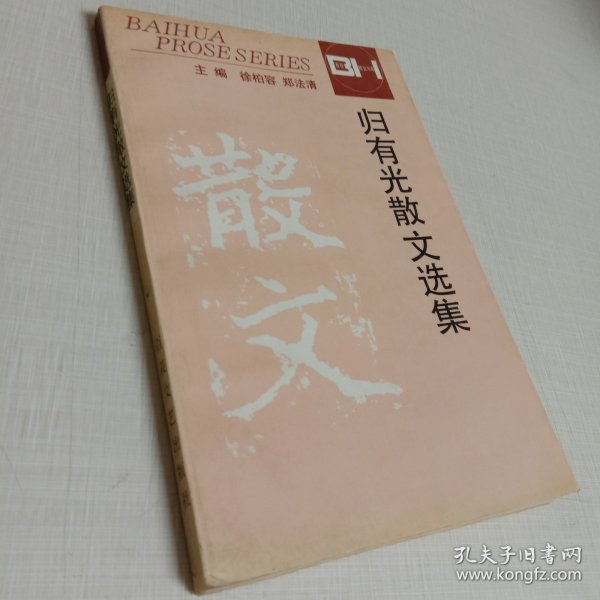 BAIHUA
PROSE SERIES
主编 徐柏容 郑法清
BH
归有光散文选集
散文
孔夫子旧书网
www.kongfz.com